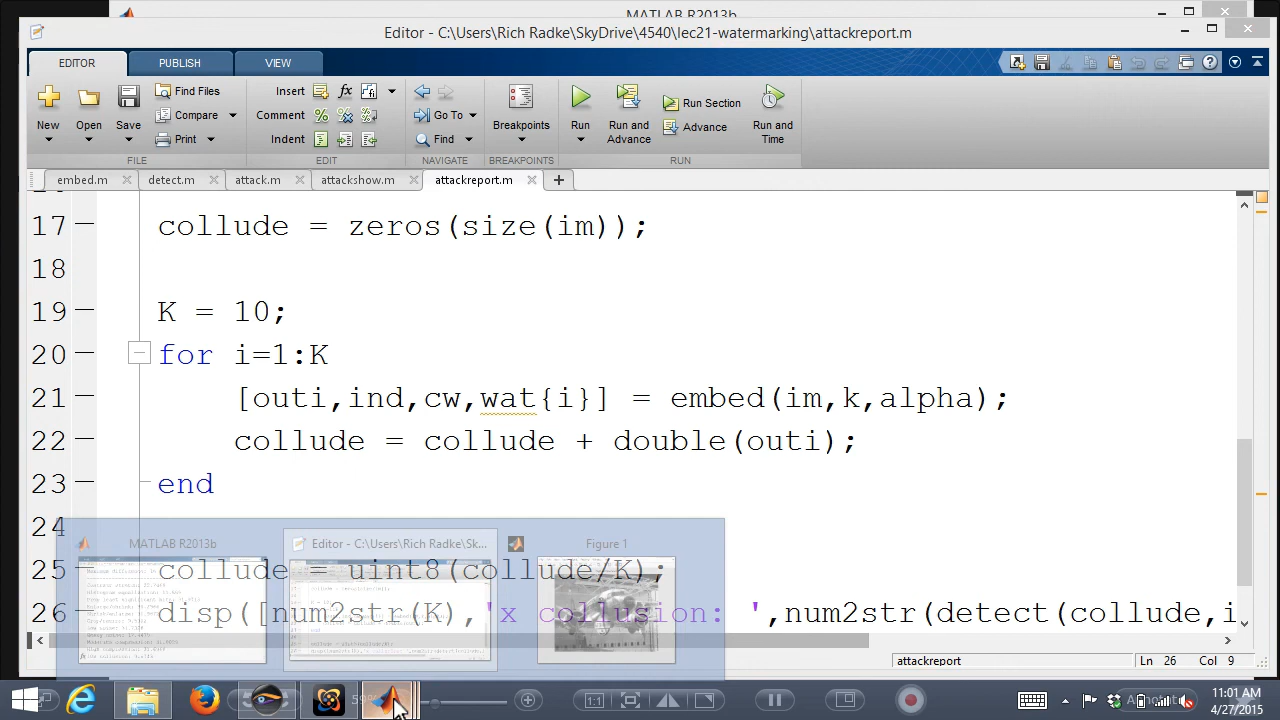 MATLAB R2013b
Editor - C:\Users\Rich Radke\SkyDrive\4540\lec21-watermarking\attackreport.m
EDITOR PUBLISH VIEW
Find Files Insert fx
Compare Comment Go To Run Section
New Open Save Print Indent Find Breakpoints Run Run and Advance Advance Run and Time
FILE EDIT NAVIGATE BREAKPOINTS RUN
embed.m detect.m attack.m attackshow.m attackreport.m
17 collude = zeros(size(im));
18
19 K = 10;
20 for i=1:K
21 [outi,ind,cw,wat{i}] = embed(im,k,alpha);
22 collude = collude + double(outi);
23 end
24
MATLAB R2013b Editor - C:\Users\Rich Radke\Sk... Figure 1
25 collude = uint8(collude/K);
26 disp([num2str(K),'x collusion: ',num2str(detect(collude,i
attackreport Ln 26 Col 9
1:1
11:01 AM
4/27/2015